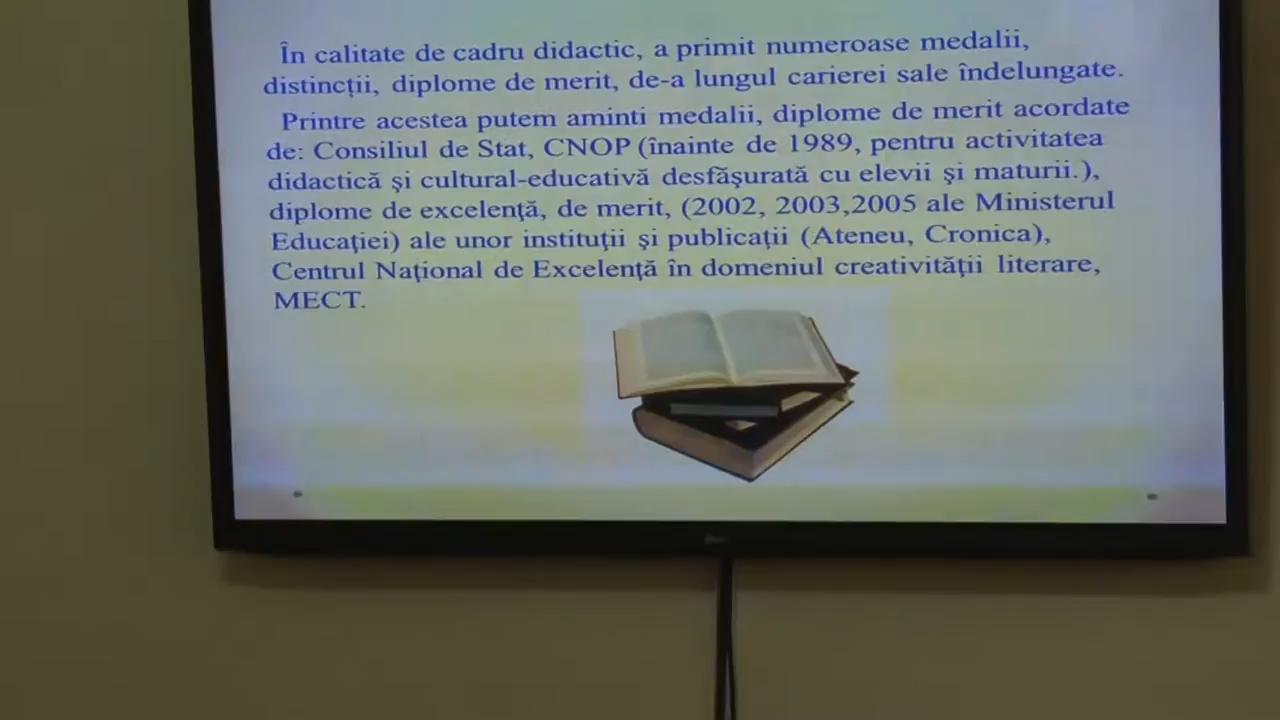 În calitate de cadru didactic, a primit numeroase medalii,
distincții, diplome de merit, de-a lungul carierei sale îndelungate.
Printre acestea putem aminti medalii, diplome de merit acordate
de: Consiliul de Stat, CNOP (înainte de 1989, pentru activitatea
didactică şi cultural-educativă desfăşurată cu elevii şi maturii.),
diplome de excelenţă, de merit, (2002, 2003,2005 ale Ministerul
Educaţiei) ale unor instituţii şi publicaţii (Ateneu, Cronica),
Centrul Naţional de Excelenţă în domeniul creativităţii literare,
MECT.